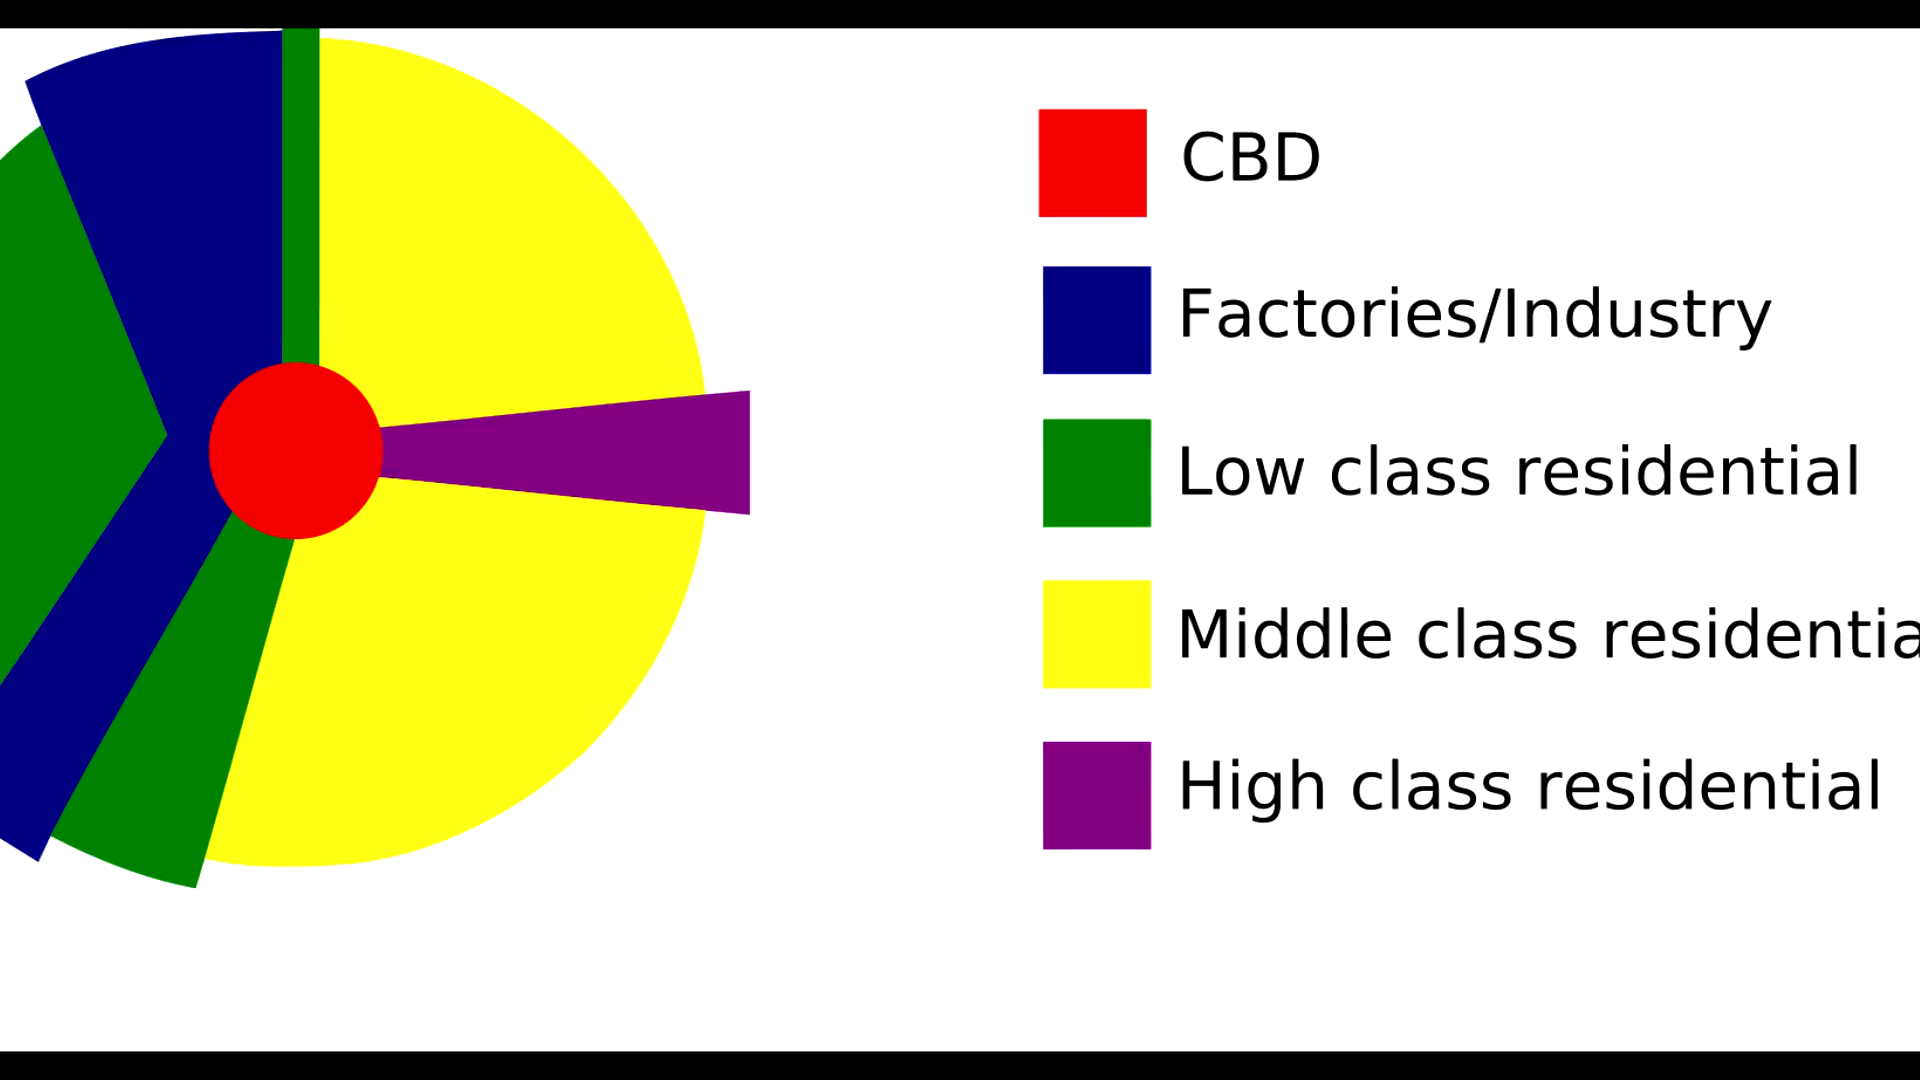 CBD
Factories/Industry
Low class residential
Middle class residentia
High class residential